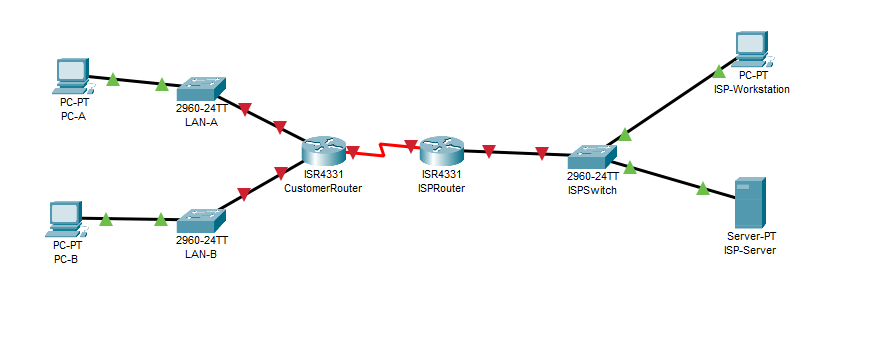 PC-PT
PC-A
2960-24TT
LAN-A
PC-PT
ISP-Workstation
ISR4331
CustomerRouter
ISR4331
ISPRouter
2960-24TT
ISPSwitch
PC-PT
PC-B
2960-24TT
LAN-B
Server-PT
ISP-Server